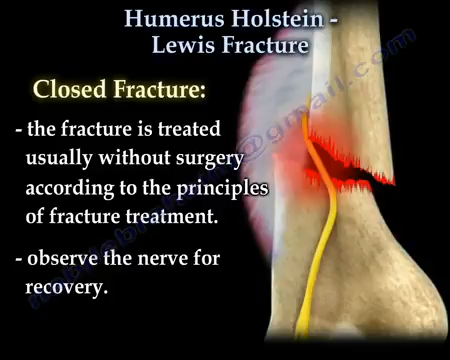 Humerus Holstein -
Lewis Fracture
Closed Fracture:
- the fracture is treated
usually without surgery
according to the principles
of fracture treatment.
- observe the nerve for
recovery.